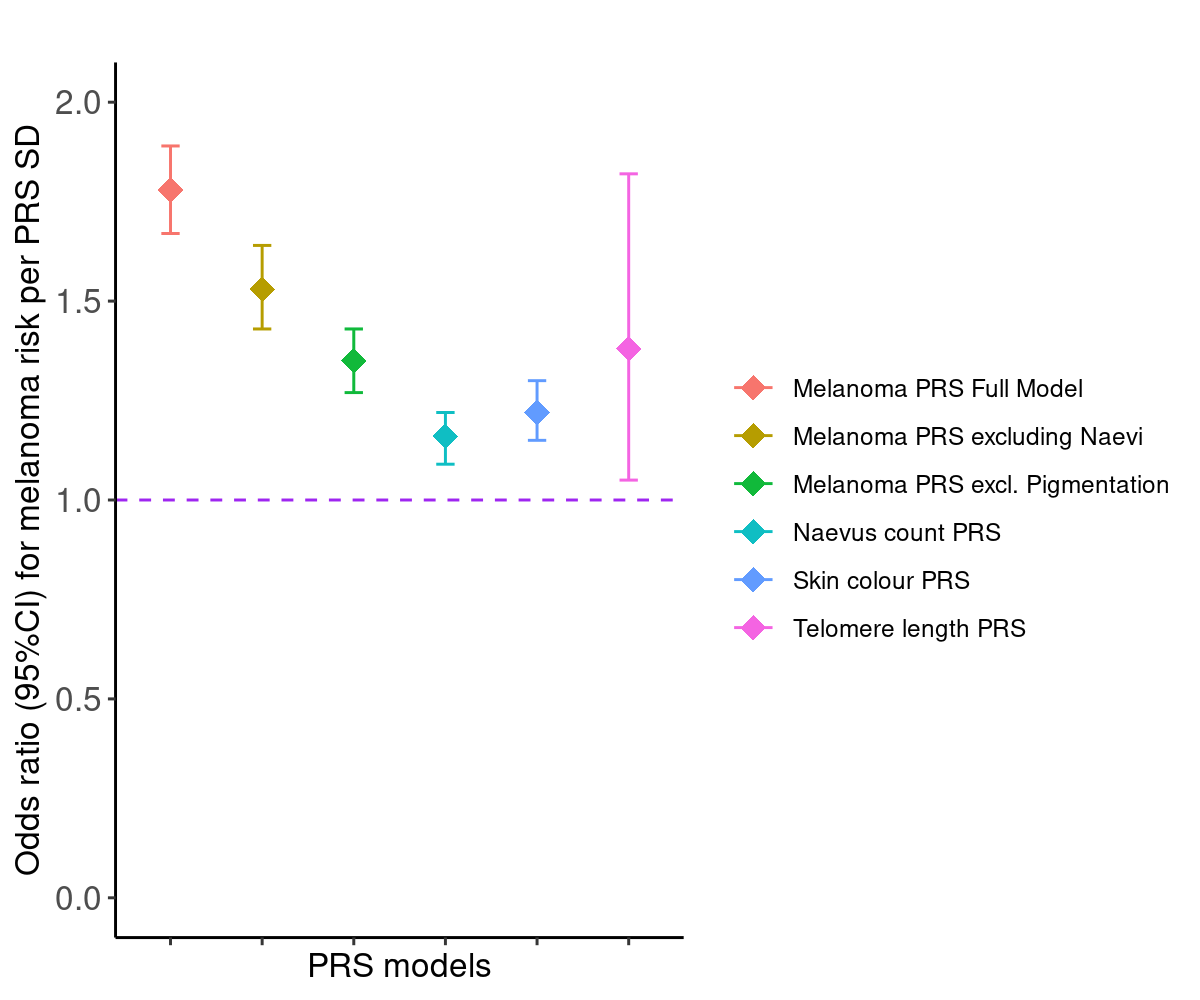 Odds ratio (95%CI) for melanoma risk per PRS SD
2.0
1.5
1.0
0.5
0.0
PRS models
Melanoma PRS Full Model
Melanoma PRS excluding Naevi
Melanoma PRS excl. Pigmentation
Naevus count PRS
Skin colour PRS
Telomere length PRS